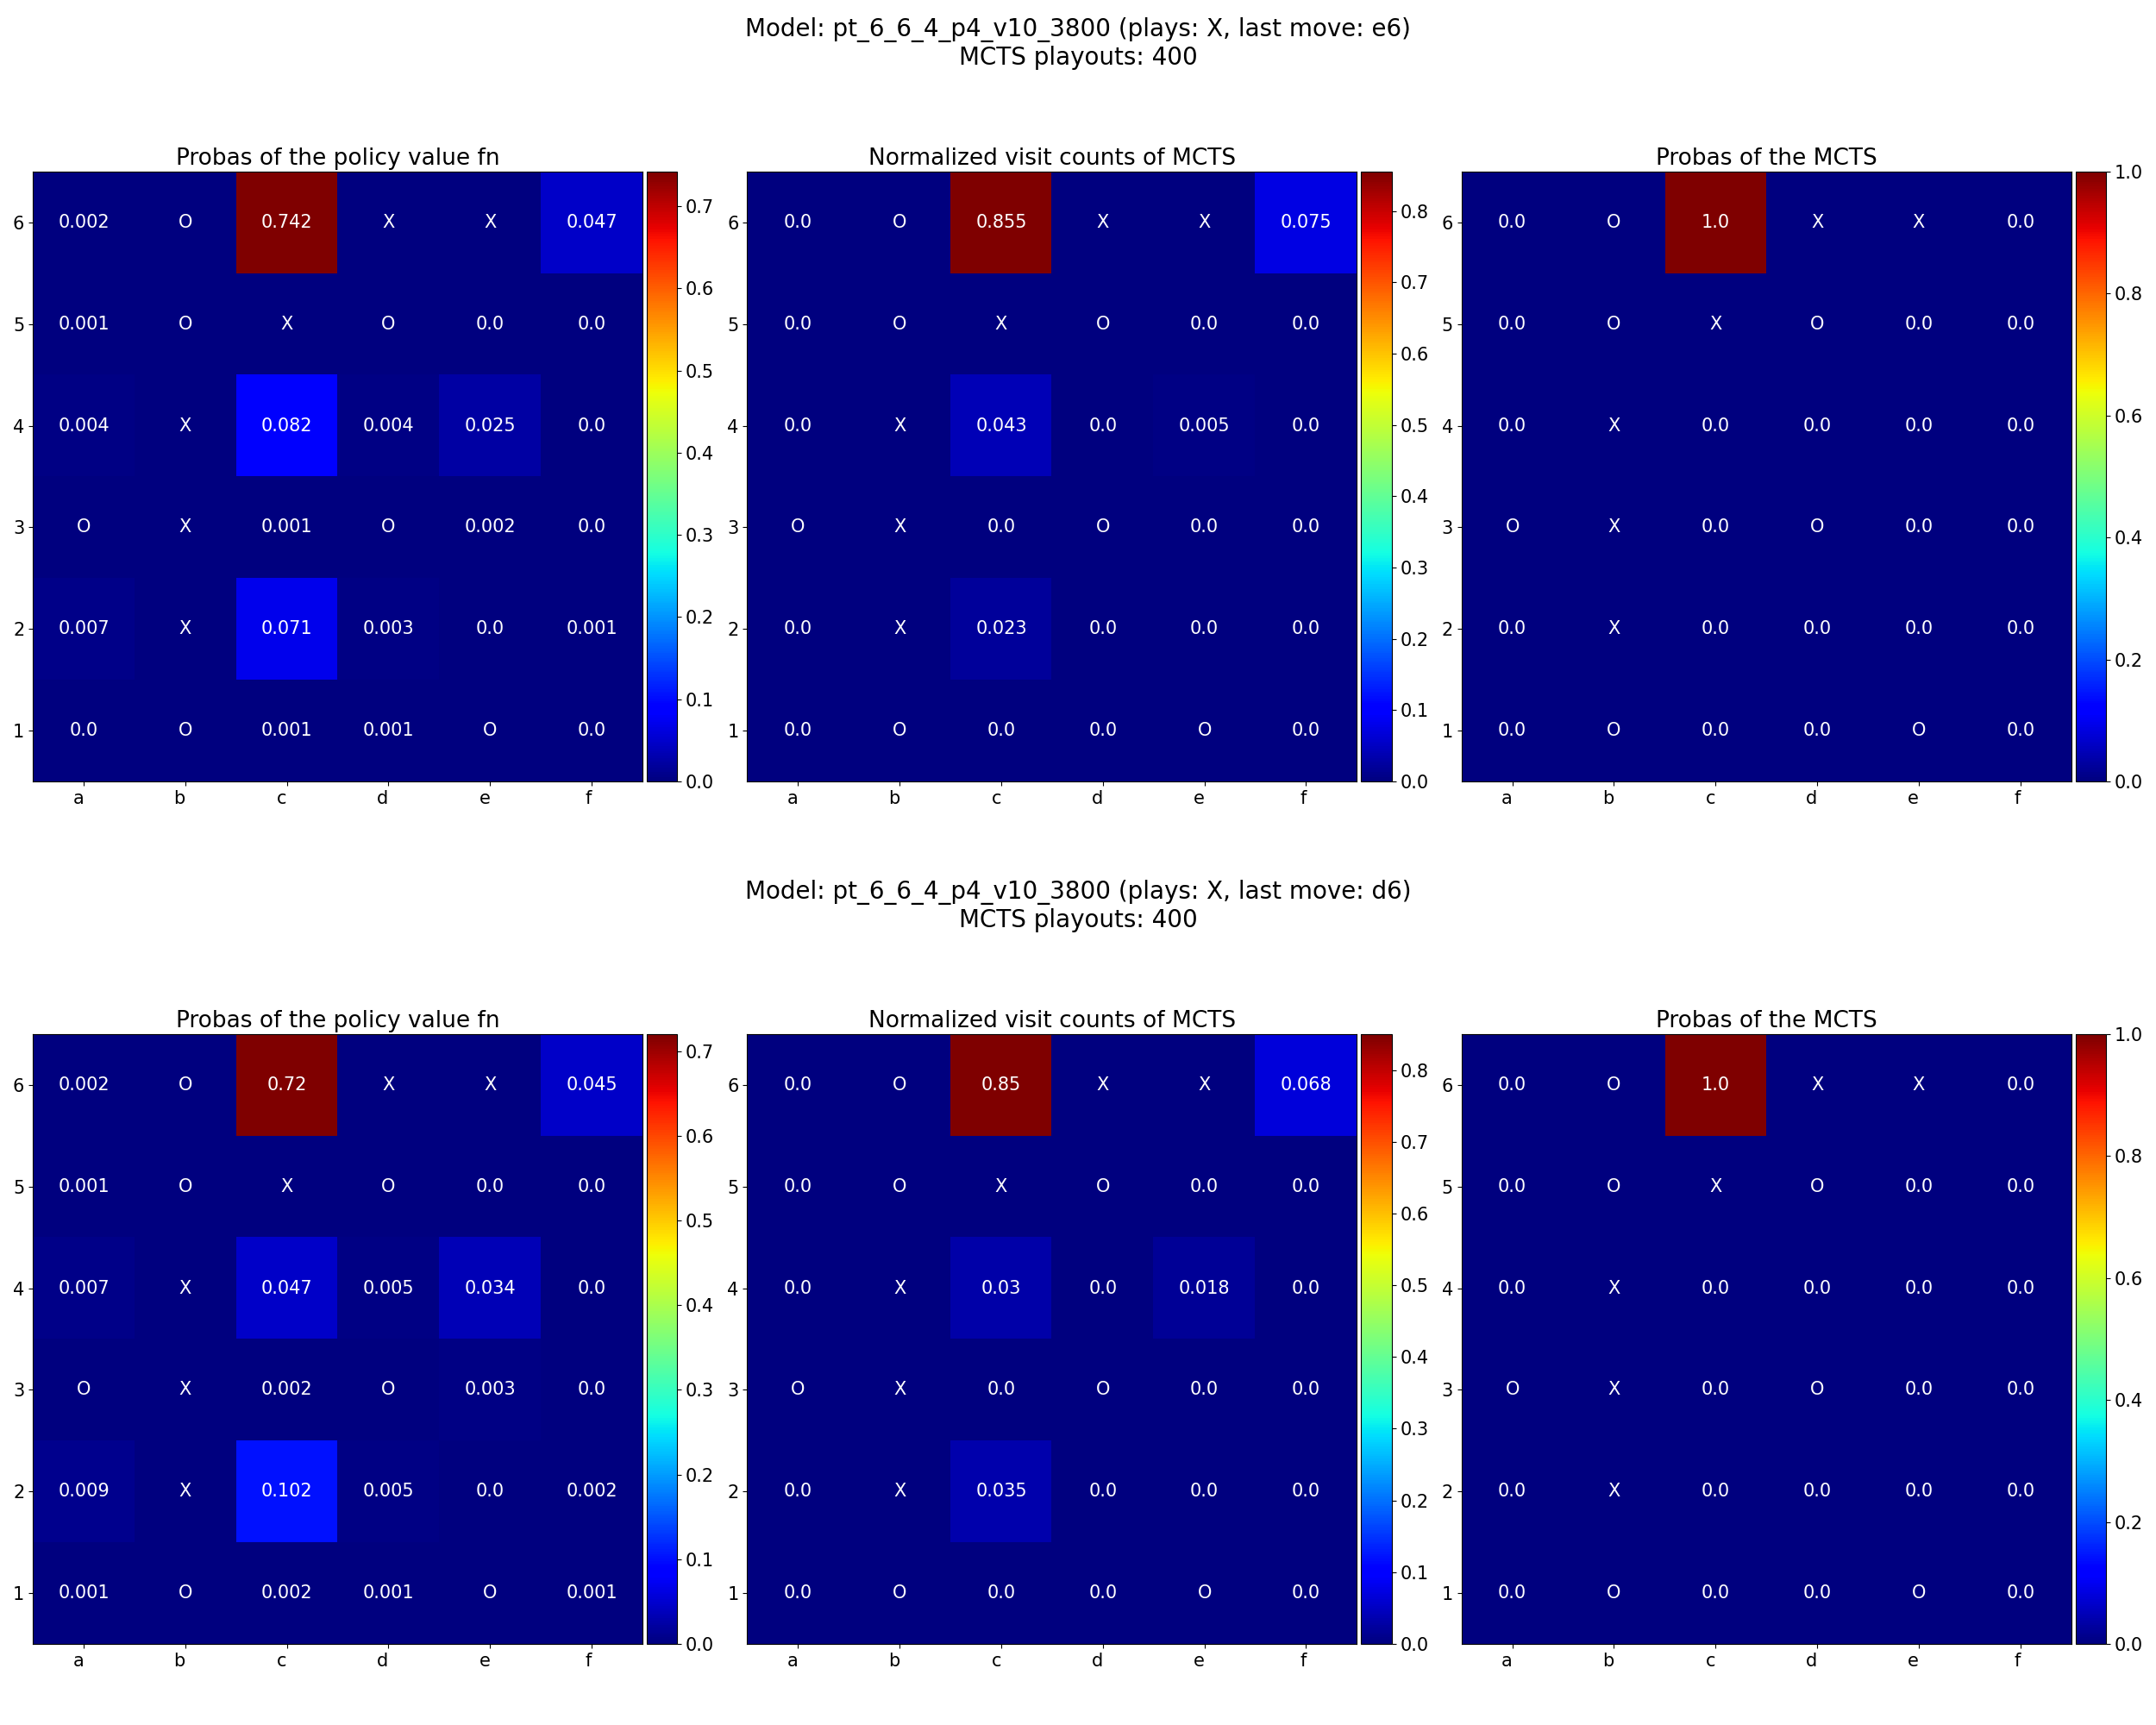 Model: pt_6_6_4_p4_v10_3800 (plays: X, last move: e6)
MCTS playouts: 400
Probas of the policy value fn
6 0.002 O 0.742 X X 0.047
5 0.001 O X O 0.0 0.0
4 0.004 X 0.082 0.004 0.025 0.0
3 O X 0.001 O 0.002 0.0
2 0.007 X 0.071 0.003 0.0 0.001
1 0.0 O 0.001 0.001 O 0.0
a b c d e f
0.7
0.6
0.5
0.4
0.3
0.2
0.1
0.0
Normalized visit counts of MCTS
6 0.0 O 0.855 X X 0.075
5 0.0 O X O 0.0 0.0
4 0.0 X 0.043 0.0 0.005 0.0
3 O X 0.0 O 0.0 0.0
2 0.0 X 0.023 0.0 0.0 0.0
1 0.0 O 0.0 0.0 O 0.0
a b c d e f
0.8
0.7
0.6
0.5
0.4
0.3
0.2
0.1
0.0
Probas of the MCTS
6 0.0 O 1.0 X X 0.0
5 0.0 O X O 0.0 0.0
4 0.0 X 0.0 0.0 0.0 0.0
3 O X 0.0 O 0.0 0.0
2 0.0 X 0.0 0.0 0.0 0.0
1 0.0 O 0.0 0.0 O 0.0
a b c d e f
1.0
0.8
0.6
0.4
0.2
0.0
Model: pt_6_6_4_p4_v10_3800 (plays: X, last move: d6)
MCTS playouts: 400
Probas of the policy value fn
6 0.002 O 0.72 X X 0.045
5 0.001 O X O 0.0 0.0
4 0.007 X 0.047 0.005 0.034 0.0
3 O X 0.002 O 0.003 0.0
2 0.009 X 0.102 0.005 0.0 0.002
1 0.001 O 0.002 0.001 O 0.001
a b c d e f
0.7
0.6
0.5
0.4
0.3
0.2
0.1
0.0
Normalized visit counts of MCTS
6 0.0 O 0.85 X X 0.068
5 0.0 O X O 0.0 0.0
4 0.0 X 0.03 0.0 0.018 0.0
3 O X 0.0 O 0.0 0.0
2 0.0 X 0.035 0.0 0.0 0.0
1 0.0 O 0.0 0.0 O 0.0
a b c d e f
0.8
0.7
0.6
0.5
0.4
0.3
0.2
0.1
0.0
Probas of the MCTS
6 0.0 O 1.0 X X 0.0
5 0.0 O X O 0.0 0.0
4 0.0 X 0.0 0.0 0.0 0.0
3 O X 0.0 O 0.0 0.0
2 0.0 X 0.0 0.0 0.0 0.0
1 0.0 O 0.0 0.0 O 0.0
a b c d e f
1.0
0.8
0.6
0.4
0.2
0.0